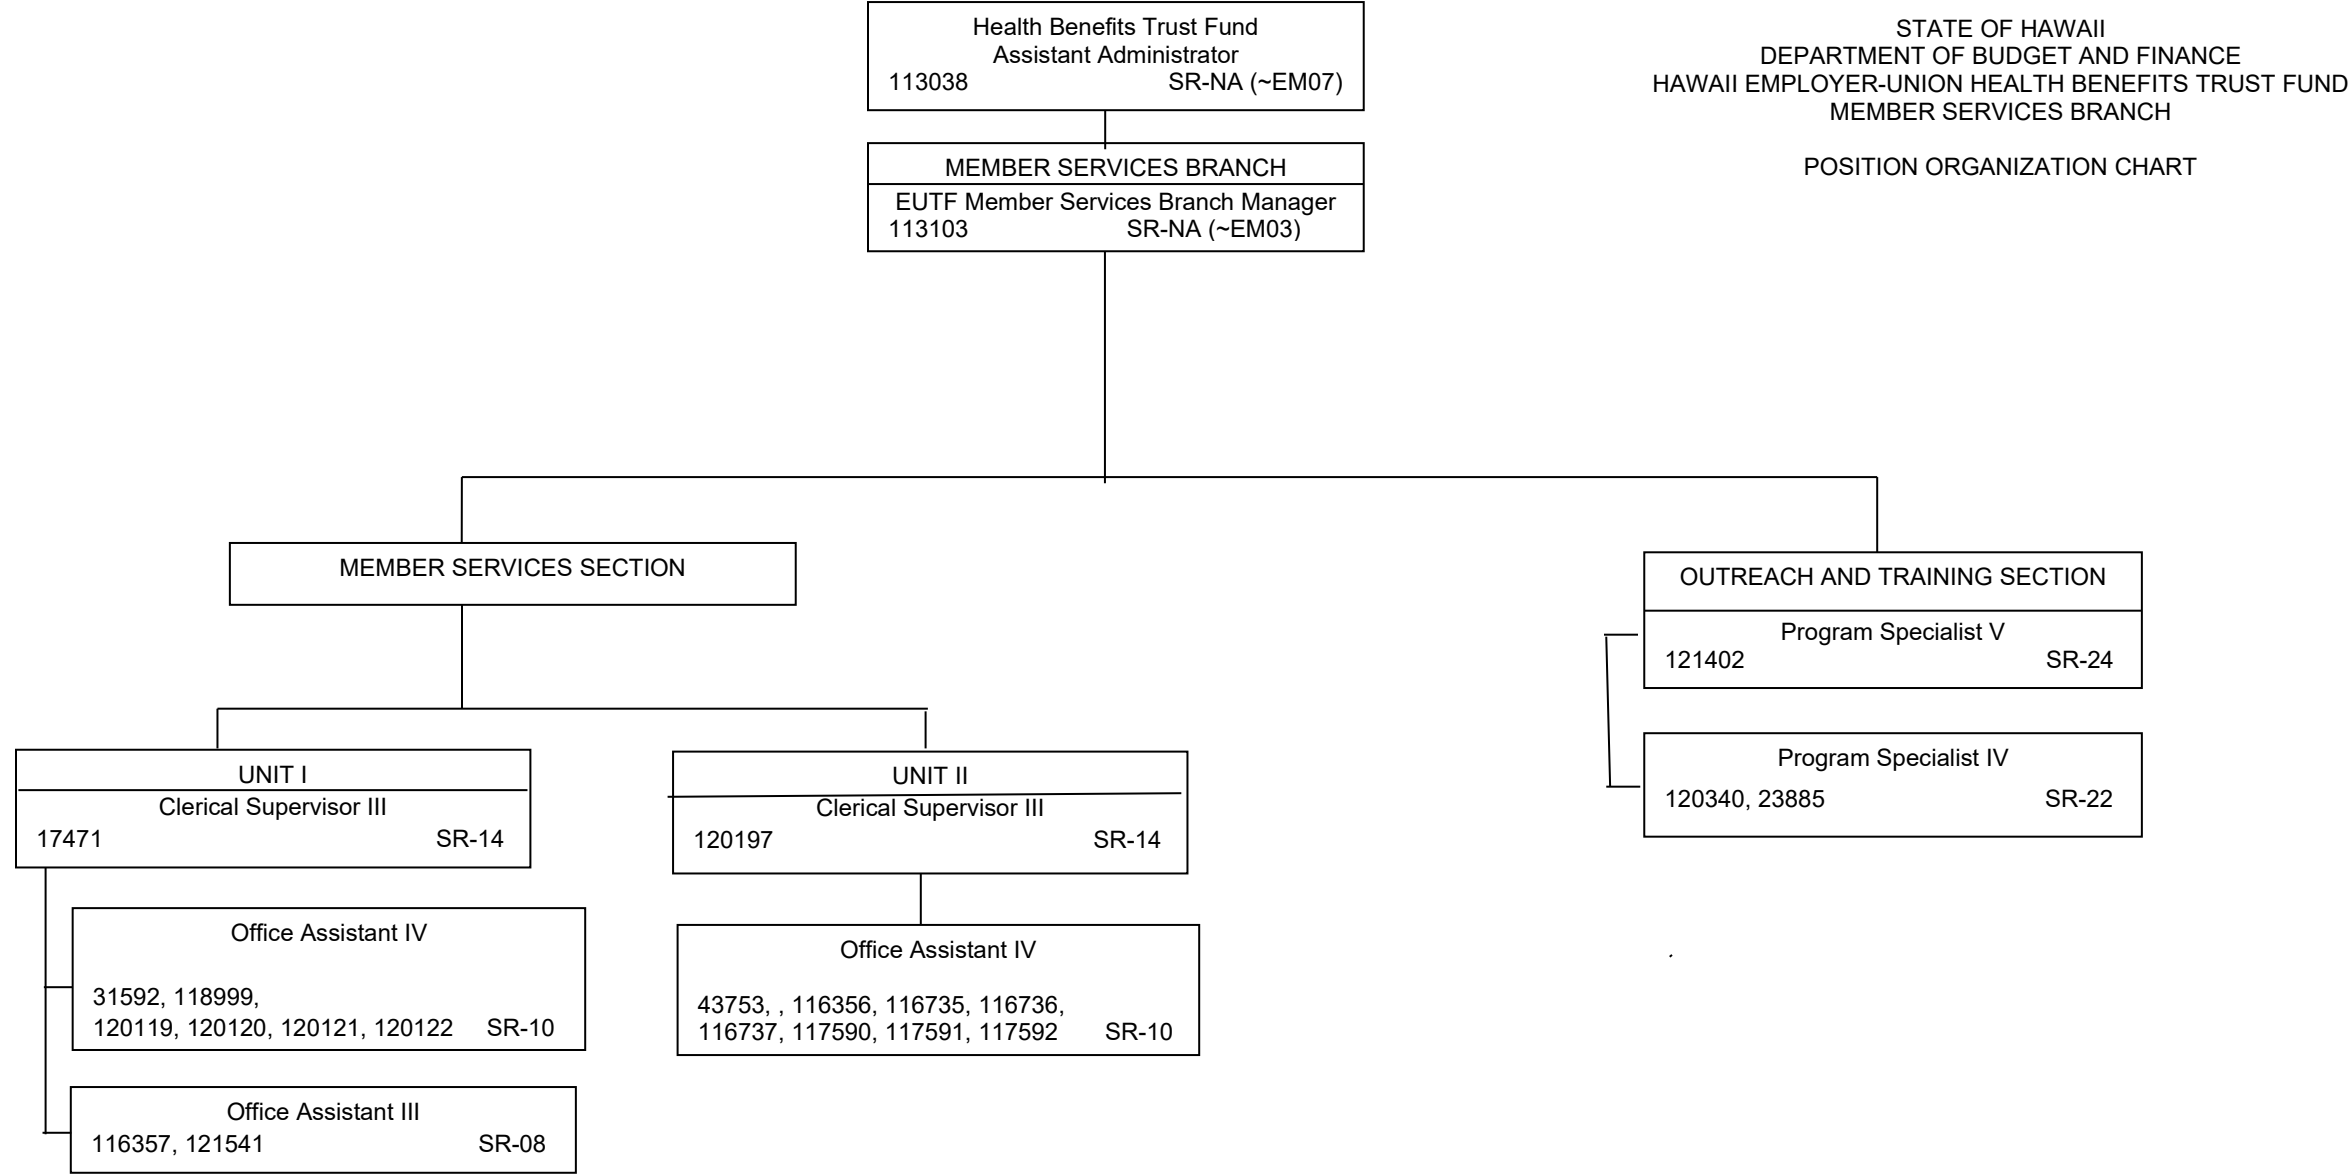 Health Benefits Trust Fund
Assistant Administrator
113038 SR-NA (~EM07)
STATE OF HAWAII
DEPARTMENT OF BUDGET AND FINANCE
HAWAII EMPLOYER-UNION HEALTH BENEFITS TRUST FUND
MEMBER SERVICES BRANCH
POSITION ORGANIZATION CHART
MEMBER SERVICES BRANCH
EUTF Member Services Branch Manager
113103 SR-NA (~EM03)
MEMBER SERVICES SECTION
OUTREACH AND TRAINING SECTION
Program Specialist V
121402 SR-24
Program Specialist IV
120340, 23885 SR-22
UNIT I
Clerical Supervisor III
17471 SR-14
UNIT II
Clerical Supervisor III
120197 SR-14
Office Assistant IV
31592, 118999,
120119, 120120, 120121, 120122 SR-10
Office Assistant IV
43753, , 116356, 116735, 116736,
116737, 117590, 117591, 117592 SR-10
Office Assistant III
116357, 121541 SR-08
.